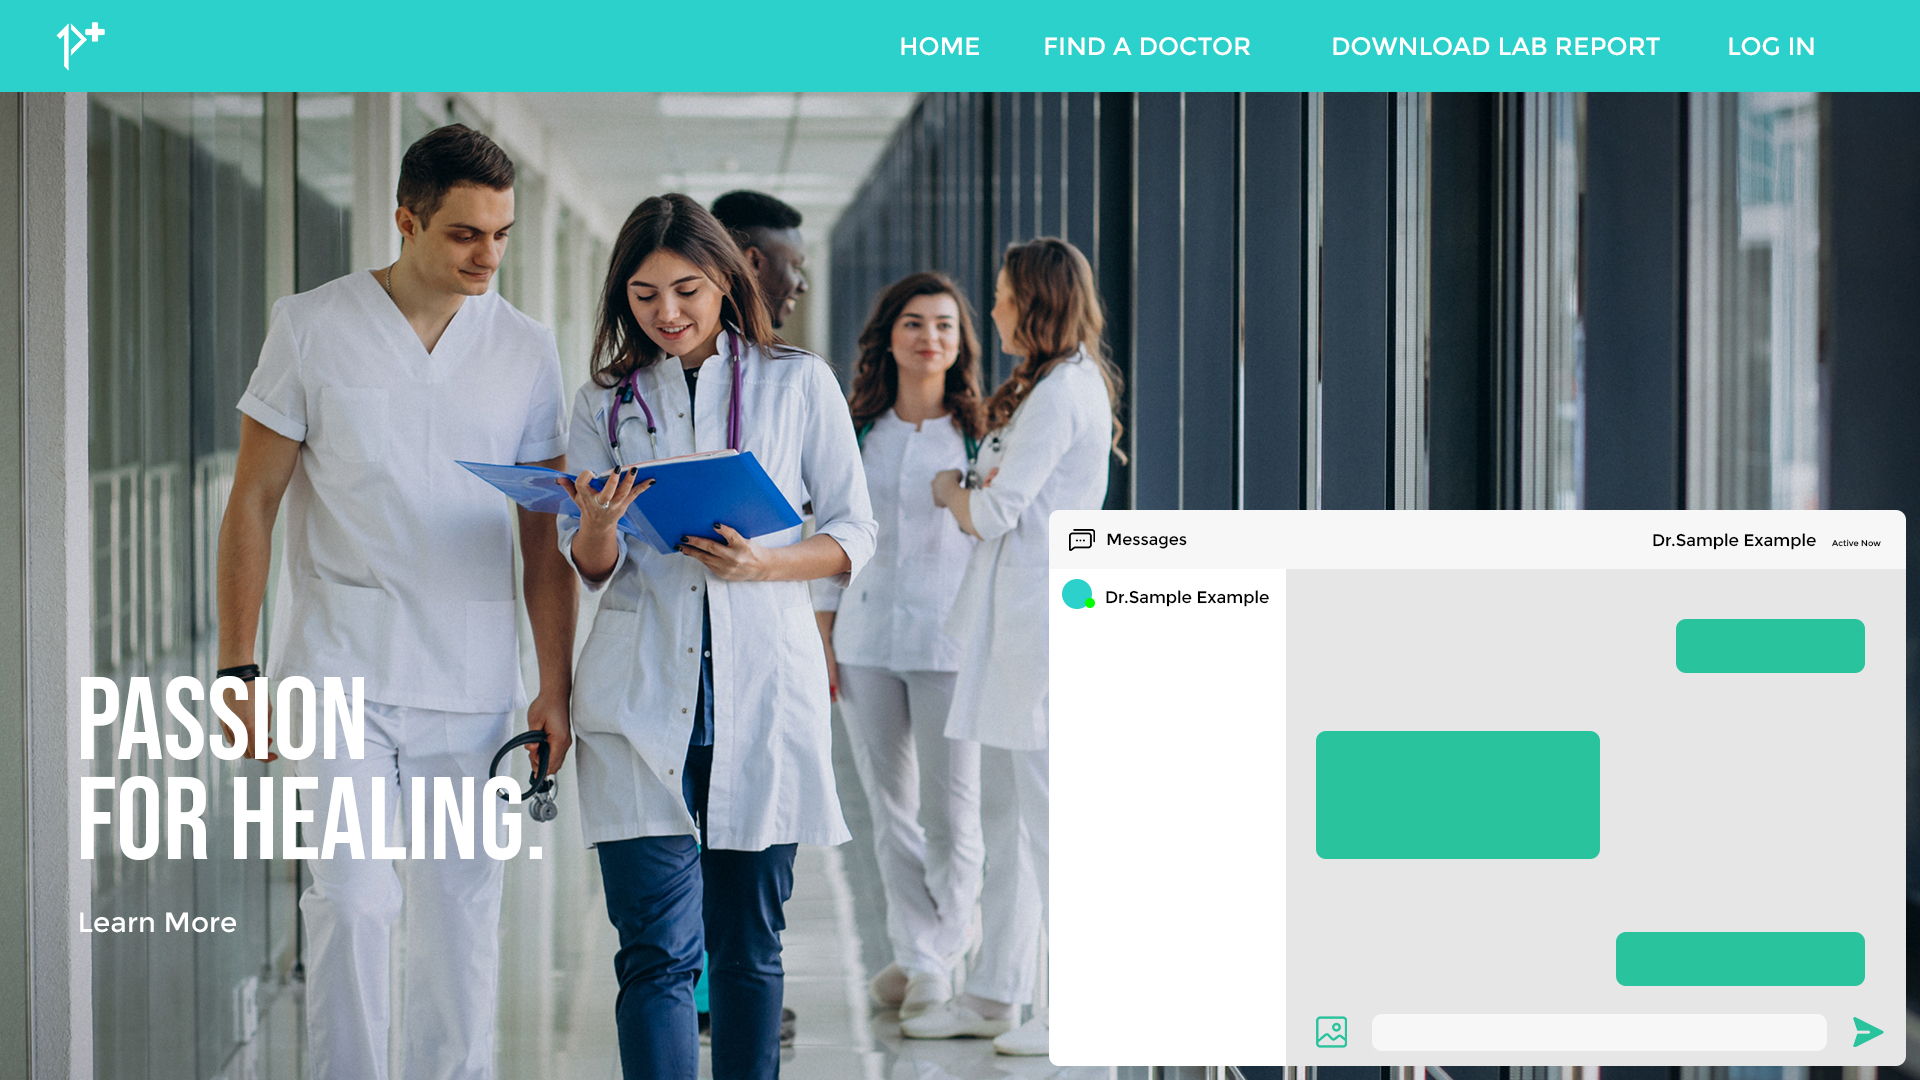 HOME FIND A DOCTOR DOWNLOAD LAB REPORT LOG IN
Messages Dr.Sample Example Active Now
Dr.Sample Example
PASSION
FOR HEALING.
Learn More